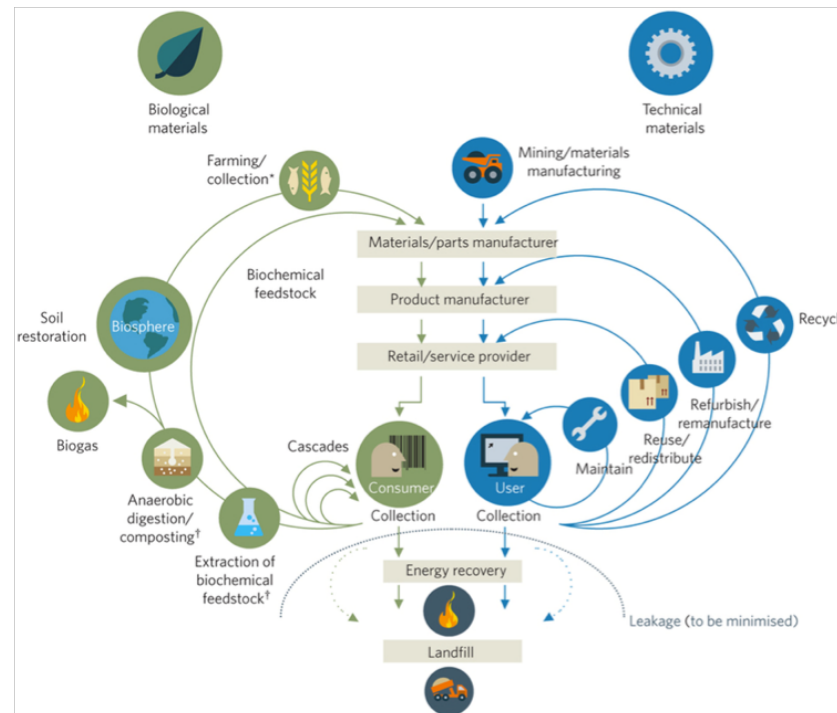 Biological
materials
Technical
materials
Farming/
collection*
Mining/materials
manufacturing
Materials/parts manufacturer
Biochemical
feedstock
Product manufacturer
Soil
restoration
Biosphere
Recycl
Retail/service provider
Refurbish/
remanufacture
Biogas
Reuse/
redistribute
Cascades
Maintain
Consumer
User
Anaerobic
digestion/
composting†
Collection
Collection
Extraction of
biochemical
feedstock†
Energy recovery
Leakage (to be minimised)
Landfill